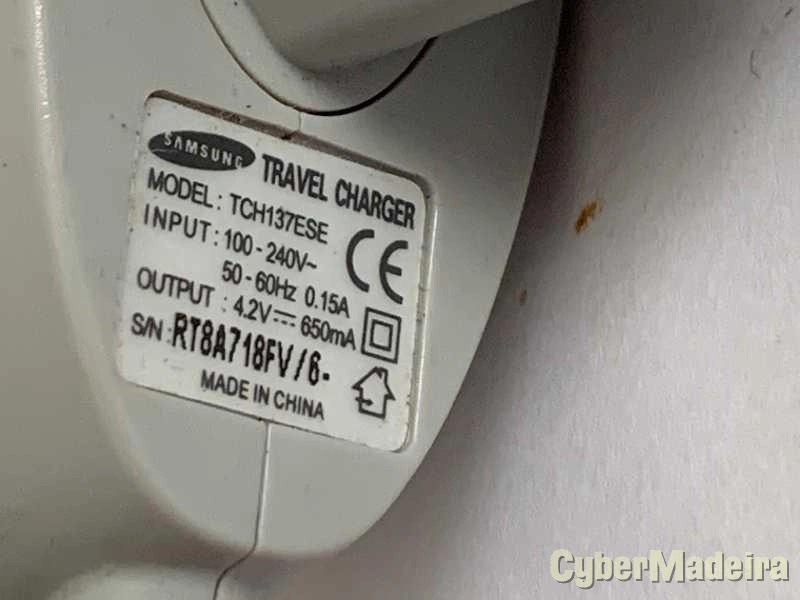 SAMSUNG TRAVEL CHARGER
MODEL : TCH137ESE
INPUT : 100 - 240V~
50 - 60Hz 0.15A
OUTPUT : 4.2V⎓650mA
S/N : RT8A718FV/6-
MADE IN CHINA
CE
CyberMadeira